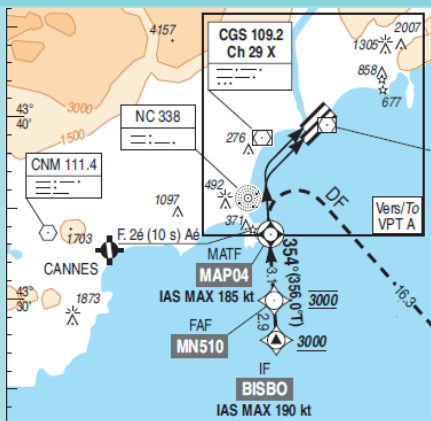 4157
CGS 109.2
Ch 29 X
2007
1305
858
677
43°
40'
3000
1500
NC 338
276
CNM 111.4
492
1097
371
DF
Vers/To
VPT A
F. 2é (10 s) Aé
1703
CANNES
MATF
MAP04
IAS MAX 185 kt
354°(356.0°T)
3.1
16.3
43°
30'
1873
3000
FAF
MN510
2.9
3000
IF
BISBO
IAS MAX 190 kt